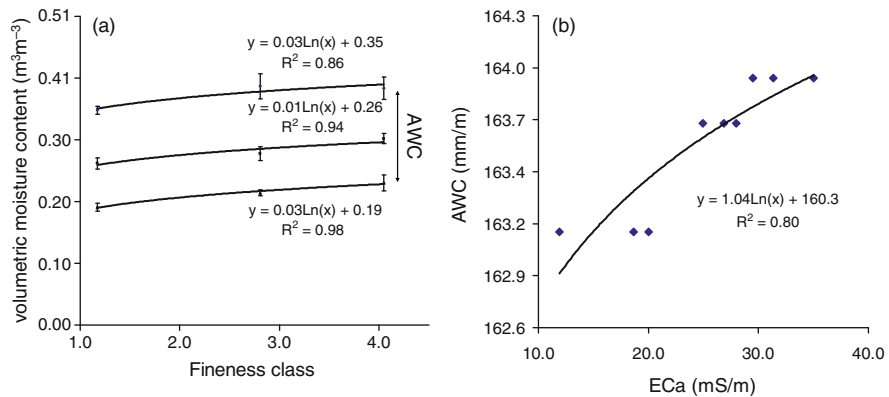 (a)
volumetric moisture content (m³m⁻³)
0.51
0.41
0.30
0.20
0.10
0.00
y = 0.03Ln(x) + 0.35
R² = 0.86
y = 0.01Ln(x) + 0.26
R² = 0.94
AWC
y = 0.03Ln(x) + 0.19
R² = 0.98
1.0 2.0 3.0 4.0
Fineness class
(b)
AWC (mm/m)
164.3
164.0
163.7
163.4
163.2
162.9
162.6
y = 1.04Ln(x) + 160.3
R² = 0.80
10.0 20.0 30.0 40.0
ECa (mS/m)